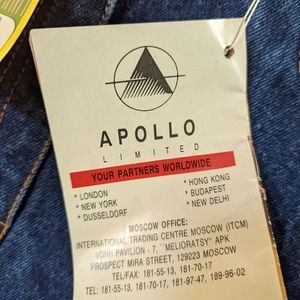 APOLLO
LIMITED
YOUR PARTNERS WORLDWIDE
* LONDON
* NEW YORK
* DUSSELDORF
* HONG KONG
* BUDAPEST
* NEW DELHI
MOSCOW OFFICE:
INTERNATIONAL TRADING CENTRE MOSCOW (ITCM)
VDNH PAVILION - 7, "MELIORATSY" APK
PROSPECT MIRA STREET, 129223 MOSCOW
TEL/FAX: 181-55-13, 181-70-17
TEL: 181-55-13, 181-70-17, 181-97-47, 189-96-02